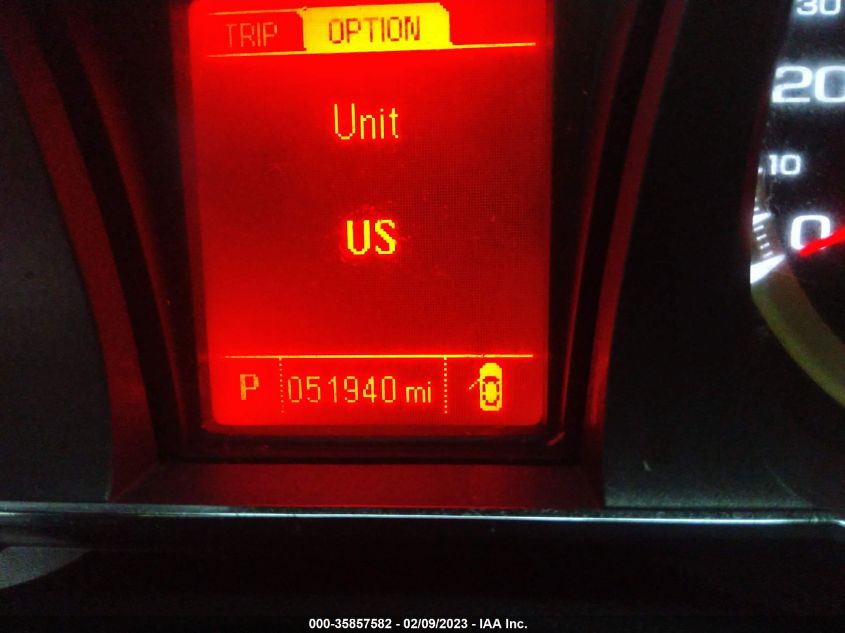 30
TRIP OPTION
20
Unit
10
US
0
P 051940 mi
000-35857582 - 02/09/2023 - IAA Inc.